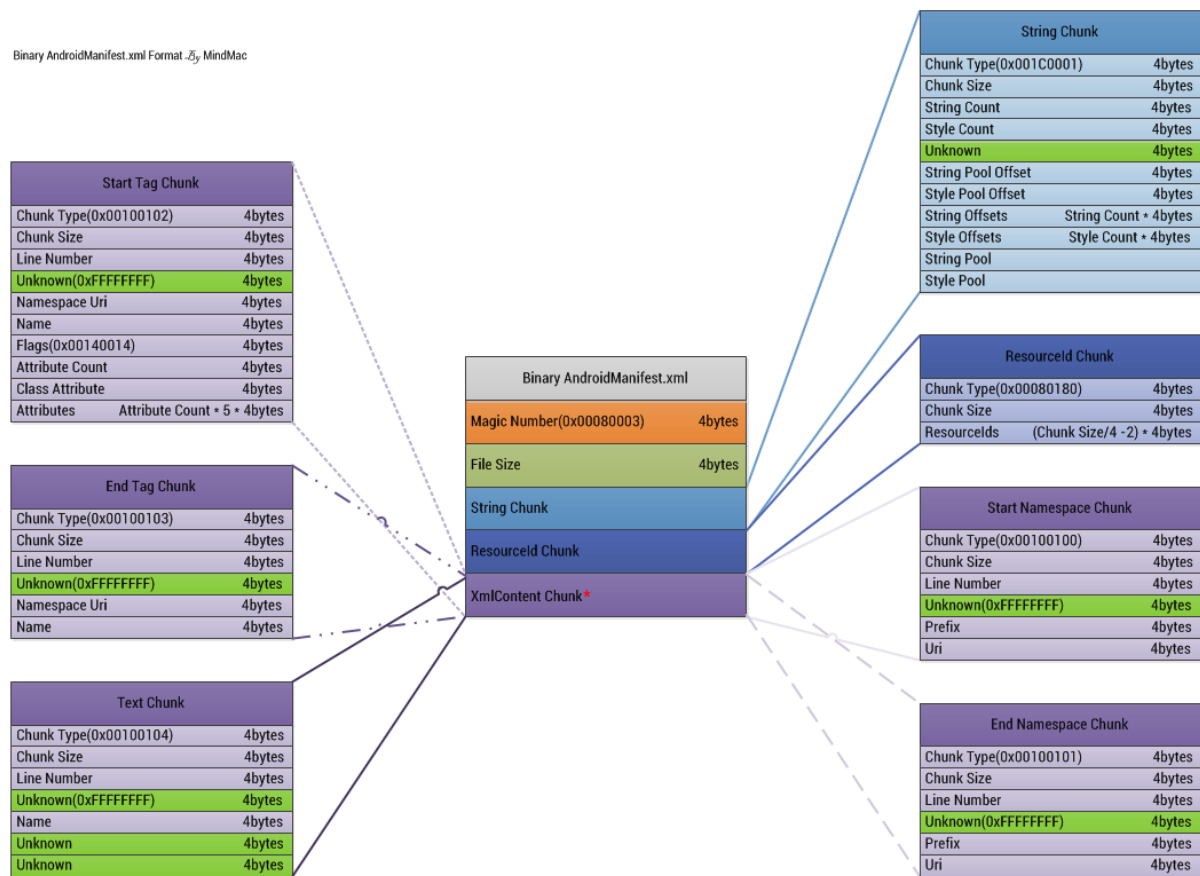 Binary AndroidManifest.xml Format By MindMac
Start Tag Chunk
Chunk Type(0x00100102) 4bytes
Chunk Size 4bytes
Line Number 4bytes
Unknown(0xFFFFFFFF) 4bytes
Namespace Uri 4bytes
Name 4bytes
Flags(0x00140014) 4bytes
Attribute Count 4bytes
Class Attribute 4bytes
Attributes Attribute Count * 5 * 4bytes
End Tag Chunk
Chunk Type(0x00100103) 4bytes
Chunk Size 4bytes
Line Number 4bytes
Unknown(0xFFFFFFFF) 4bytes
Namespace Uri 4bytes
Name 4bytes
Text Chunk
Chunk Type(0x00100104) 4bytes
Chunk Size 4bytes
Line Number 4bytes
Unknown(0xFFFFFFFF) 4bytes
Name 4bytes
Unknown 4bytes
Unknown 4bytes
Binary AndroidManifest.xml
Magic Number(0x00080003) 4bytes
File Size 4bytes
String Chunk
ResourceId Chunk
XmlContent Chunk*
String Chunk
Chunk Type(0x001C0001) 4bytes
Chunk Size 4bytes
String Count 4bytes
Style Count 4bytes
Unknown 4bytes
String Pool Offset 4bytes
Style Pool Offset 4bytes
String Offsets String Count * 4bytes
Style Offsets Style Count * 4bytes
String Pool
Style Pool
ResourceId Chunk
Chunk Type(0x00080180) 4bytes
Chunk Size 4bytes
ResourceIds (Chunk Size/4 -2) * 4bytes
Start Namespace Chunk
Chunk Type(0x00100100) 4bytes
Chunk Size 4bytes
Line Number 4bytes
Unknown(0xFFFFFFFF) 4bytes
Prefix 4bytes
Uri 4bytes
End Namespace Chunk
Chunk Type(0x00100101) 4bytes
Chunk Size 4bytes
Line Number 4bytes
Unknown(0xFFFFFFFF) 4bytes
Prefix 4bytes
Uri 4bytes